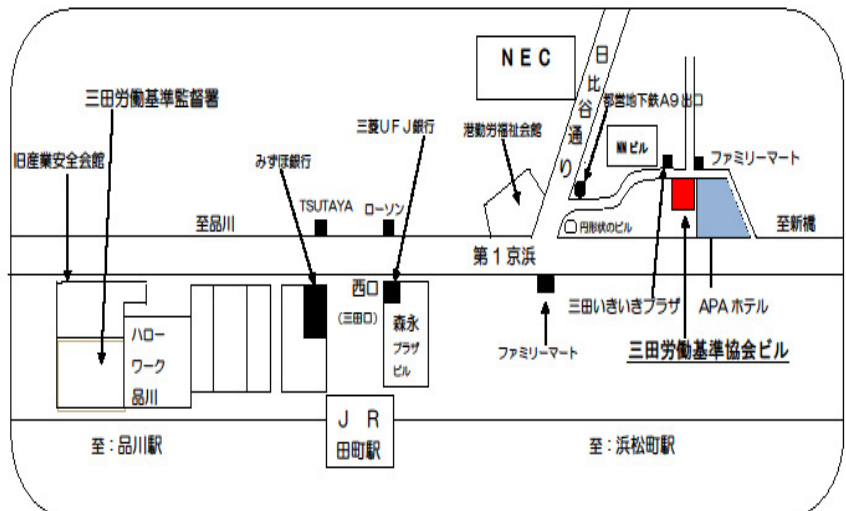 NEC
日比谷通り
三田労働基準監督署
都営地下鉄A9出口
三菱UFJ銀行
港勤労福祉会館
NNビル
ファミリーマート
旧産業安全会館
みずほ銀行
TSUTAYA
ローソン
至品川
円形状のビル
至新橋
第1京浜
西口
(三田口)
三田いきいきプラザ
APAホテル
森永
プラザ
ビル
ハロー
ワーク
品川
ファミリーマート
三田労働基準協会ビル
JR
田町駅
至:品川駅
至:浜松町駅